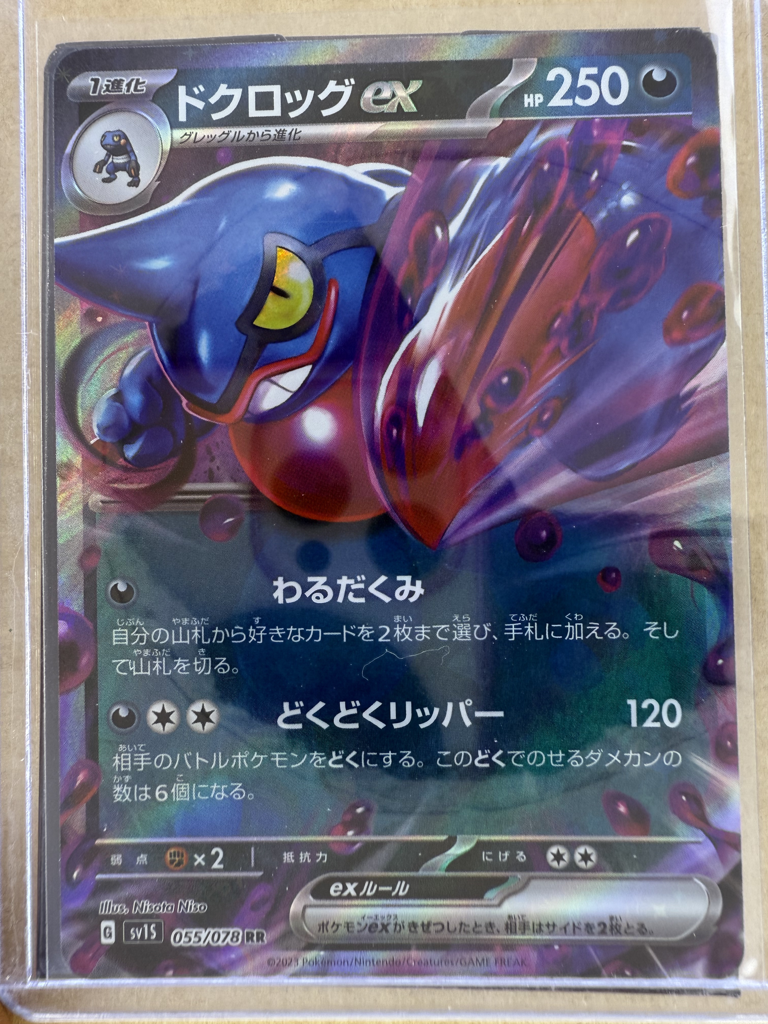 1進化
ドクロッグex
HP 250
グレッグルから進化
わるだくみ
自分の山札から好きなカードを2枚まで選び、手札に加える。そし
て山札を切る。
どくどくリッパー 120
相手のバトルポケモンをどくにする。このどくでのせるダメカンの
数は6個になる。
弱点 ×2 抵抗力 にげる
exルール
ポケモンexがきぜつしたとき、相手はサイドを2枚とる。
Illus. Nisota Niso
G SV1S 055/078 RR
©2023 Pokémon/Nintendo/Creatures/GAME FREAK.